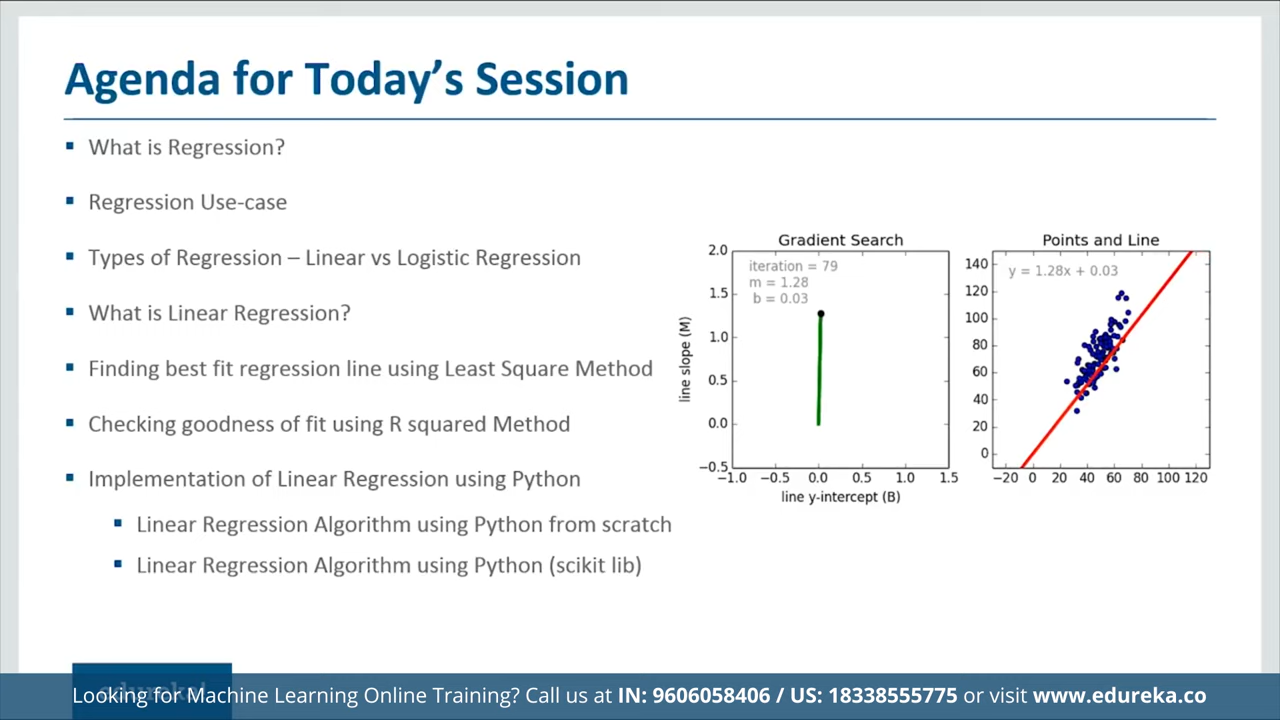 Agenda for Today's Session
What is Regression?
Regression Use-case
Types of Regression – Linear vs Logistic Regression
What is Linear Regression?
Finding best fit regression line using Least Square Method
Checking goodness of fit using R squared Method
Implementation of Linear Regression using Python
Linear Regression Algorithm using Python from scratch
Linear Regression Algorithm using Python (scikit lib)
Gradient Search
iteration = 79
m = 1.28
b = 0.03
2.0
1.5
1.0
0.5
0.0
−0.5
line slope (M)
−1.0 −0.5 0.0 0.5 1.0 1.5
line y-intercept (B)
Points and Line
y = 1.28x + 0.03
140
120
100
80
60
40
20
0
−20 0 20 40 60 80 100 120
Looking for Machine Learning Online Training? Call us at IN: 9606058406 / US: 18338555775 or visit www.edureka.co